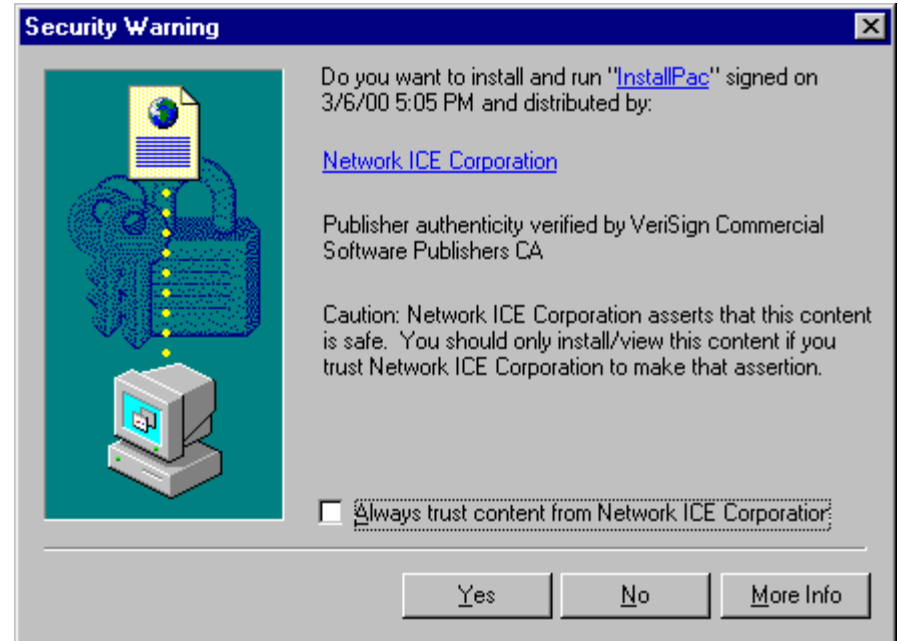 Security Warning
Do you want to install and run "InstallPac" signed on
3/6/00 5:05 PM and distributed by:
Network ICE Corporation
Publisher authenticity verified by VeriSign Commercial
Software Publishers CA
Caution: Network ICE Corporation asserts that this content
is safe.  You should only install/view this content if you
trust Network ICE Corporation to make that assertion.
Always trust content from Network ICE Corporation
Yes
No
More Info